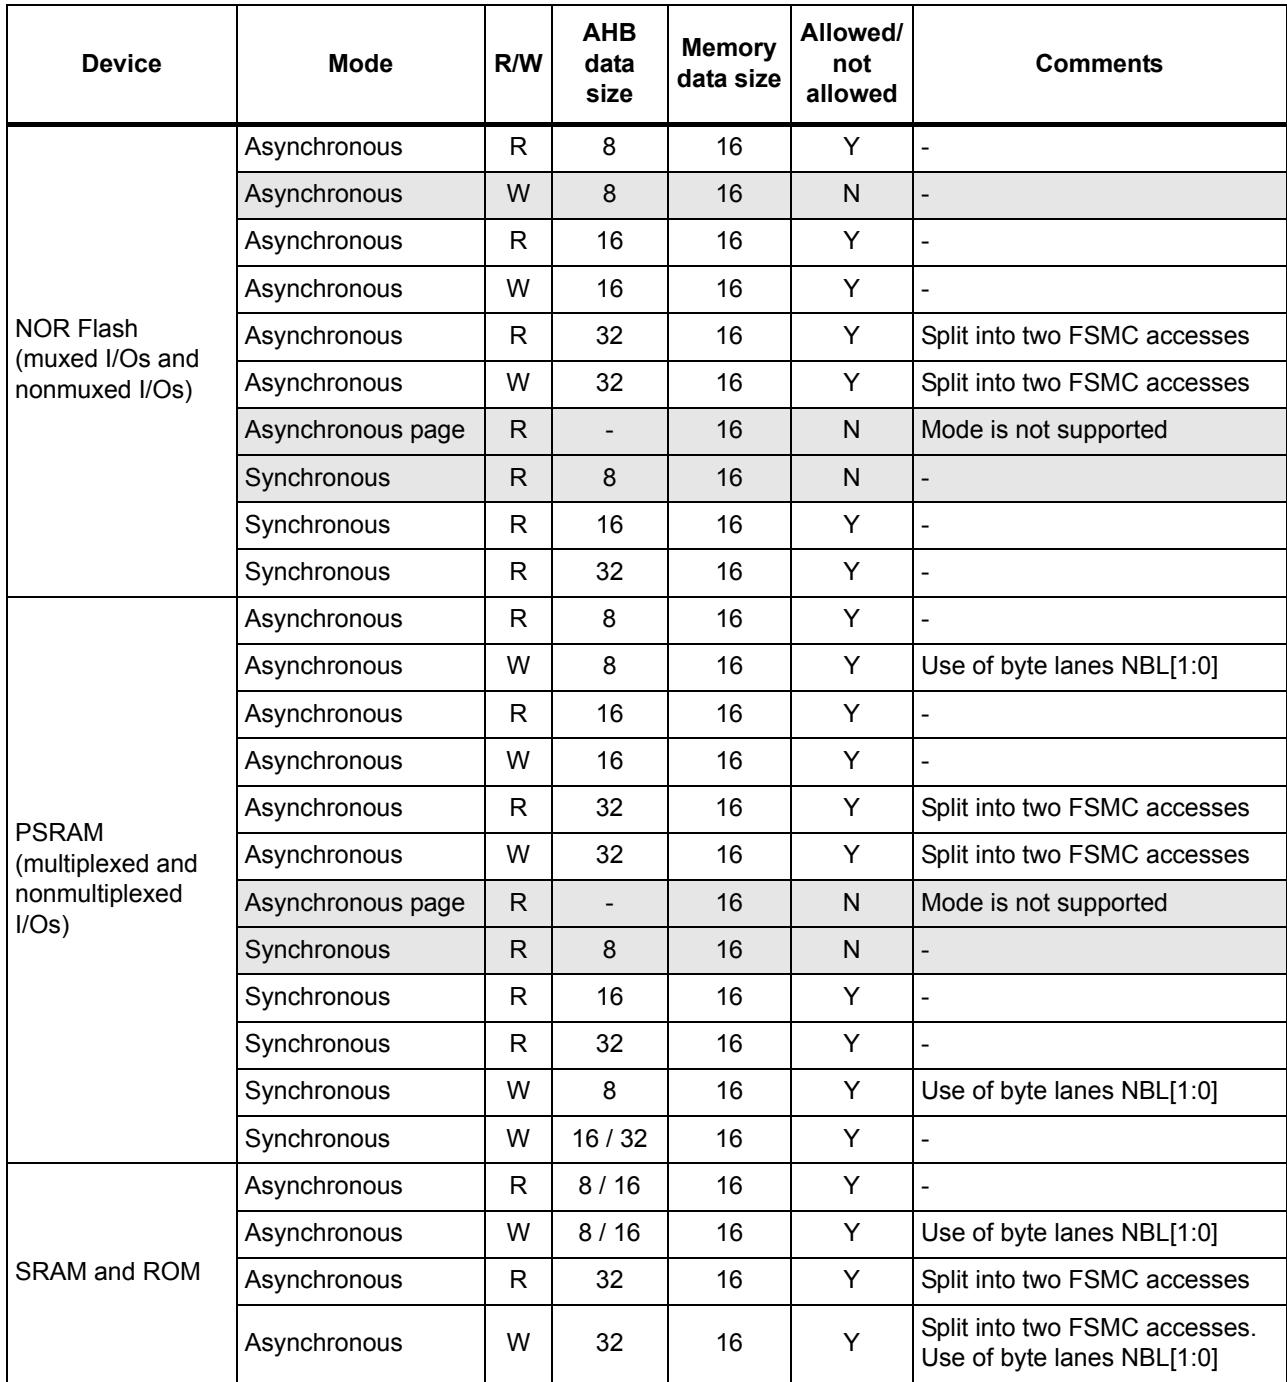 Device Mode R/W AHB data size Memory data size Allowed/ not allowed Comments
NOR Flash (muxed I/Os and nonmuxed I/Os)
Asynchronous R 8 16 Y -
Asynchronous W 8 16 N -
Asynchronous R 16 16 Y -
Asynchronous W 16 16 Y -
Asynchronous R 32 16 Y Split into two FSMC accesses
Asynchronous W 32 16 Y Split into two FSMC accesses
Asynchronous page R - 16 N Mode is not supported
Synchronous R 8 16 N -
Synchronous R 16 16 Y -
Synchronous R 32 16 Y -
PSRAM (multiplexed and nonmultiplexed I/Os)
Asynchronous R 8 16 Y -
Asynchronous W 8 16 Y Use of byte lanes NBL[1:0]
Asynchronous R 16 16 Y -
Asynchronous W 16 16 Y -
Asynchronous R 32 16 Y Split into two FSMC accesses
Asynchronous W 32 16 Y Split into two FSMC accesses
Asynchronous page R - 16 N Mode is not supported
Synchronous R 8 16 N -
Synchronous R 16 16 Y -
Synchronous R 32 16 Y -
Synchronous W 8 16 Y Use of byte lanes NBL[1:0]
Synchronous W 16 / 32 16 Y -
SRAM and ROM
Asynchronous R 8 / 16 16 Y -
Asynchronous W 8 / 16 16 Y Use of byte lanes NBL[1:0]
Asynchronous R 32 16 Y Split into two FSMC accesses
Asynchronous W 32 16 Y Split into two FSMC accesses.
Use of byte lanes NBL[1:0]